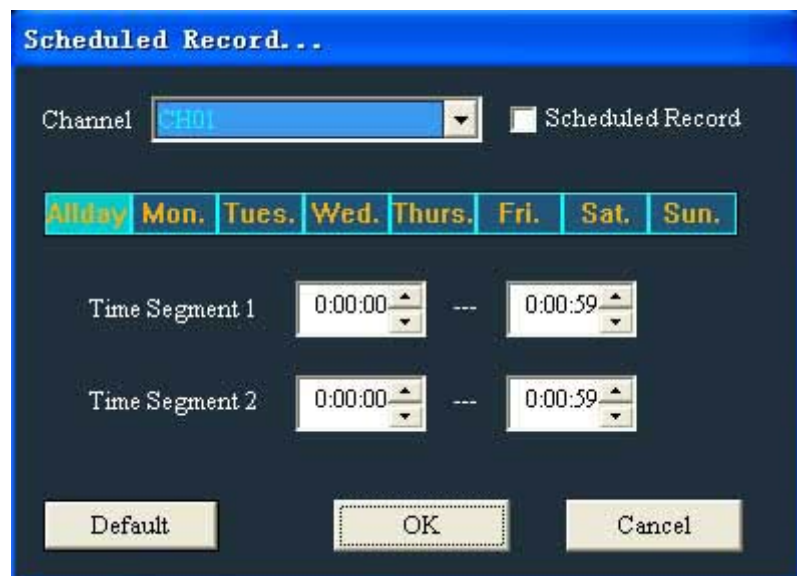 Scheduled Record...
Channel CH01 Scheduled Record
Allday Mon. Tues. Wed. Thurs. Fri. Sat. Sun.
Time Segment 1 0:00:00 --- 0:00:59
Time Segment 2 0:00:00 --- 0:00:59
Default OK Cancel